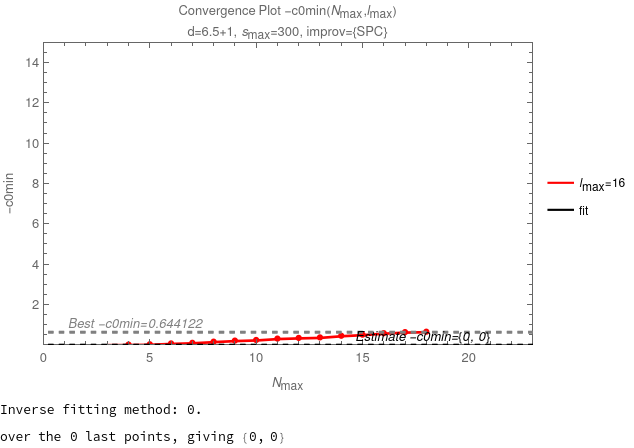 Convergence Plot −c0min(Nmax,lmax)
d=6.5+1, smax=300, improv={SPC}
14
12
10
8
6
4
2
−c0min
Best −c0min=0.644122
Estimate −c0min={0, 0}
0 5 10 15 20
Nmax
lmax=16
fit
Inverse fitting method: 0.
over the 0 last points, giving {0, 0}